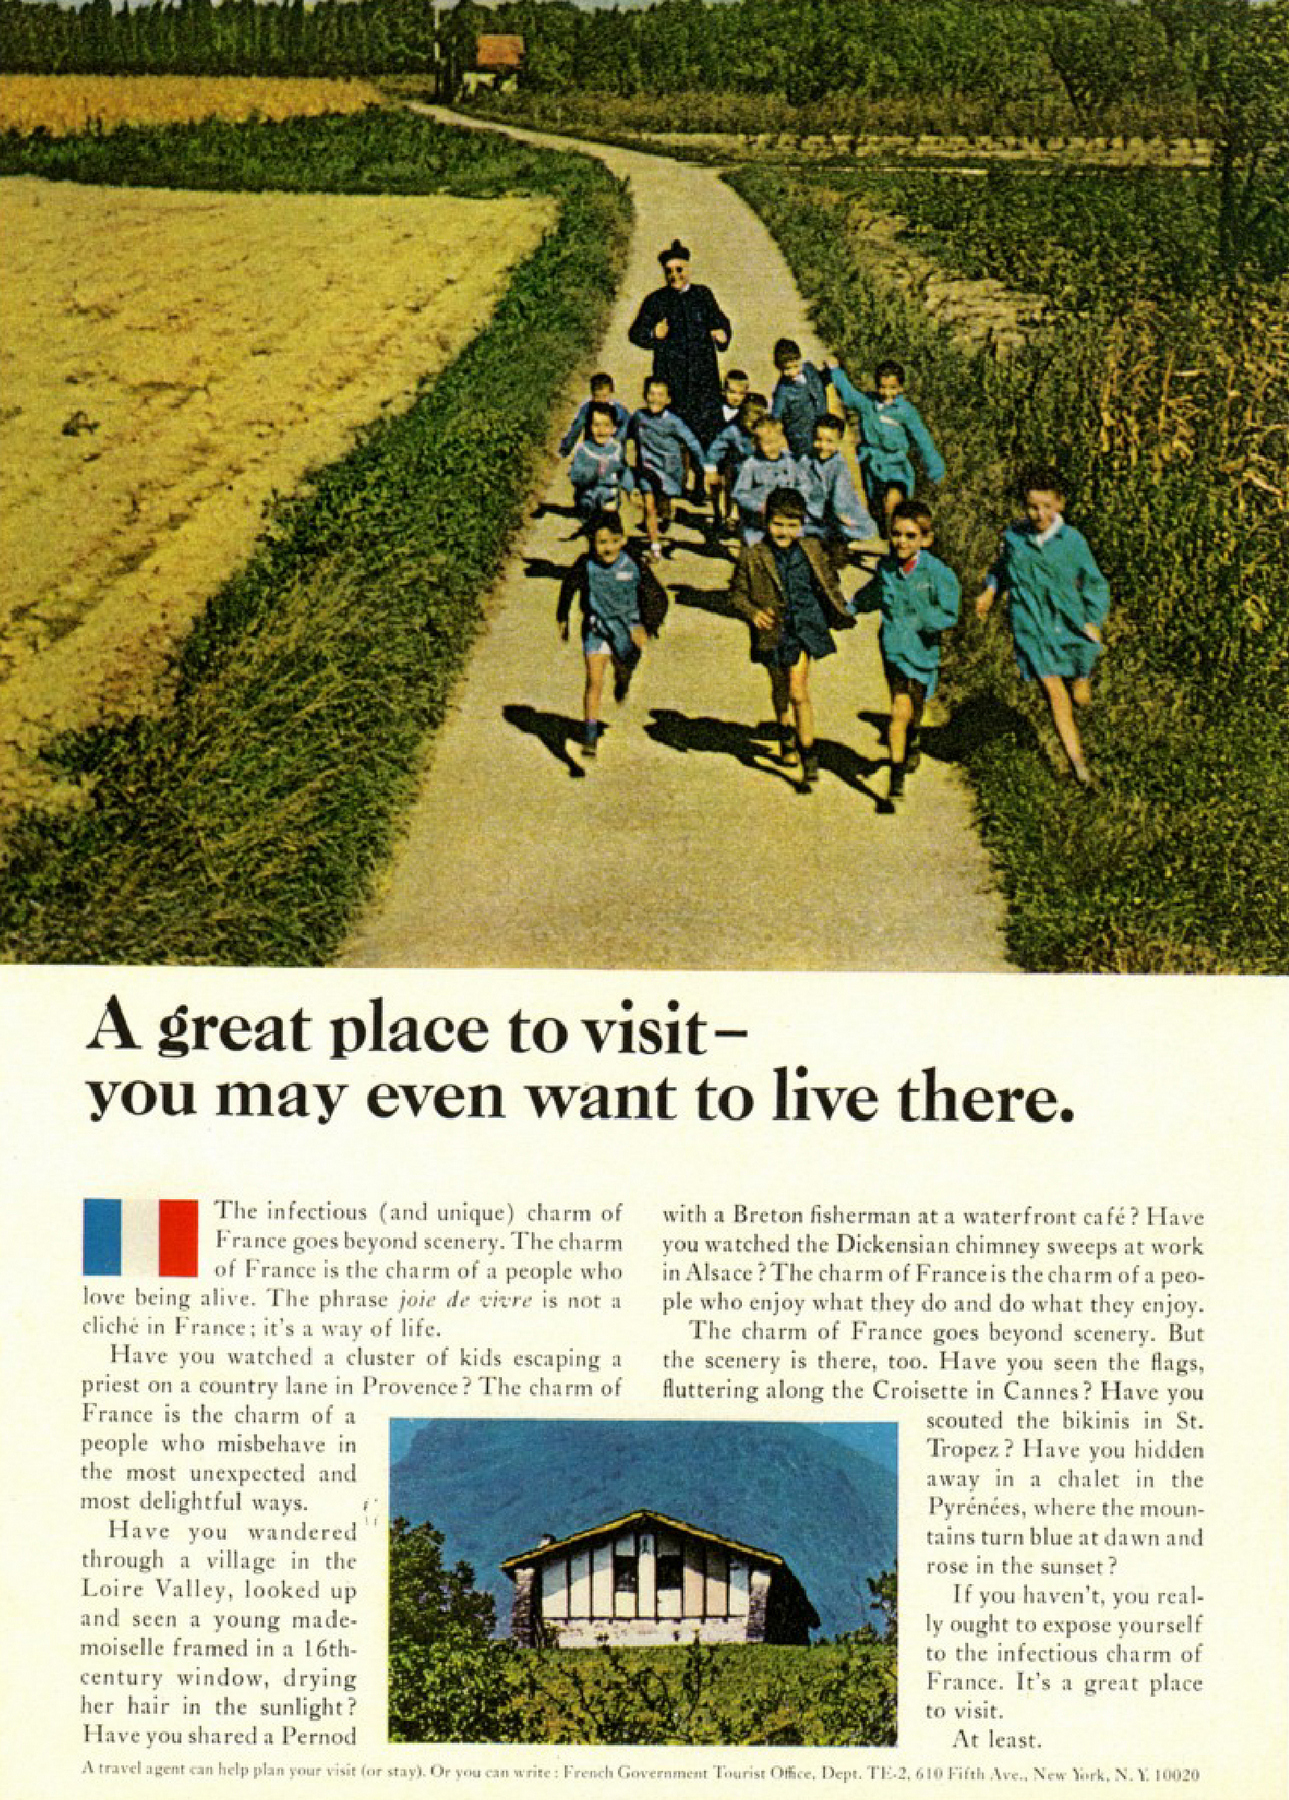 A great place to visit–
you may even want to live there.
The infectious (and unique) charm of
France goes beyond scenery. The charm
of France is the charm of a people who
love being alive. The phrase joie de vivre is not a
cliché in France; it's a way of life.
Have you watched a cluster of kids escaping a
priest on a country lane in Provence? The charm of
France is the charm of a
people who misbehave in
the most unexpected and
most delightful ways.
Have you wandered
through a village in the
Loire Valley, looked up
and seen a young made-
moiselle framed in a 16th-
century window, drying
her hair in the sunlight?
Have you shared a Pernod
with a Breton fisherman at a waterfront café? Have
you watched the Dickensian chimney sweeps at work
in Alsace? The charm of France is the charm of a peo-
ple who enjoy what they do and do what they enjoy.
The charm of France goes beyond scenery. But
the scenery is there, too. Have you seen the flags,
fluttering along the Croisette in Cannes? Have you
scouted the bikinis in St.
Tropez? Have you hidden
away in a chalet in the
Pyrénées, where the moun-
tains turn blue at dawn and
rose in the sunset?
If you haven't, you real-
ly ought to expose yourself
to the infectious charm of
France. It's a great place
to visit.
At least.
A travel agent can help plan your visit (or stay). Or you can write: French Government Tourist Office, Dept. TE-2, 610 Fifth Ave., New York, N. Y. 10020